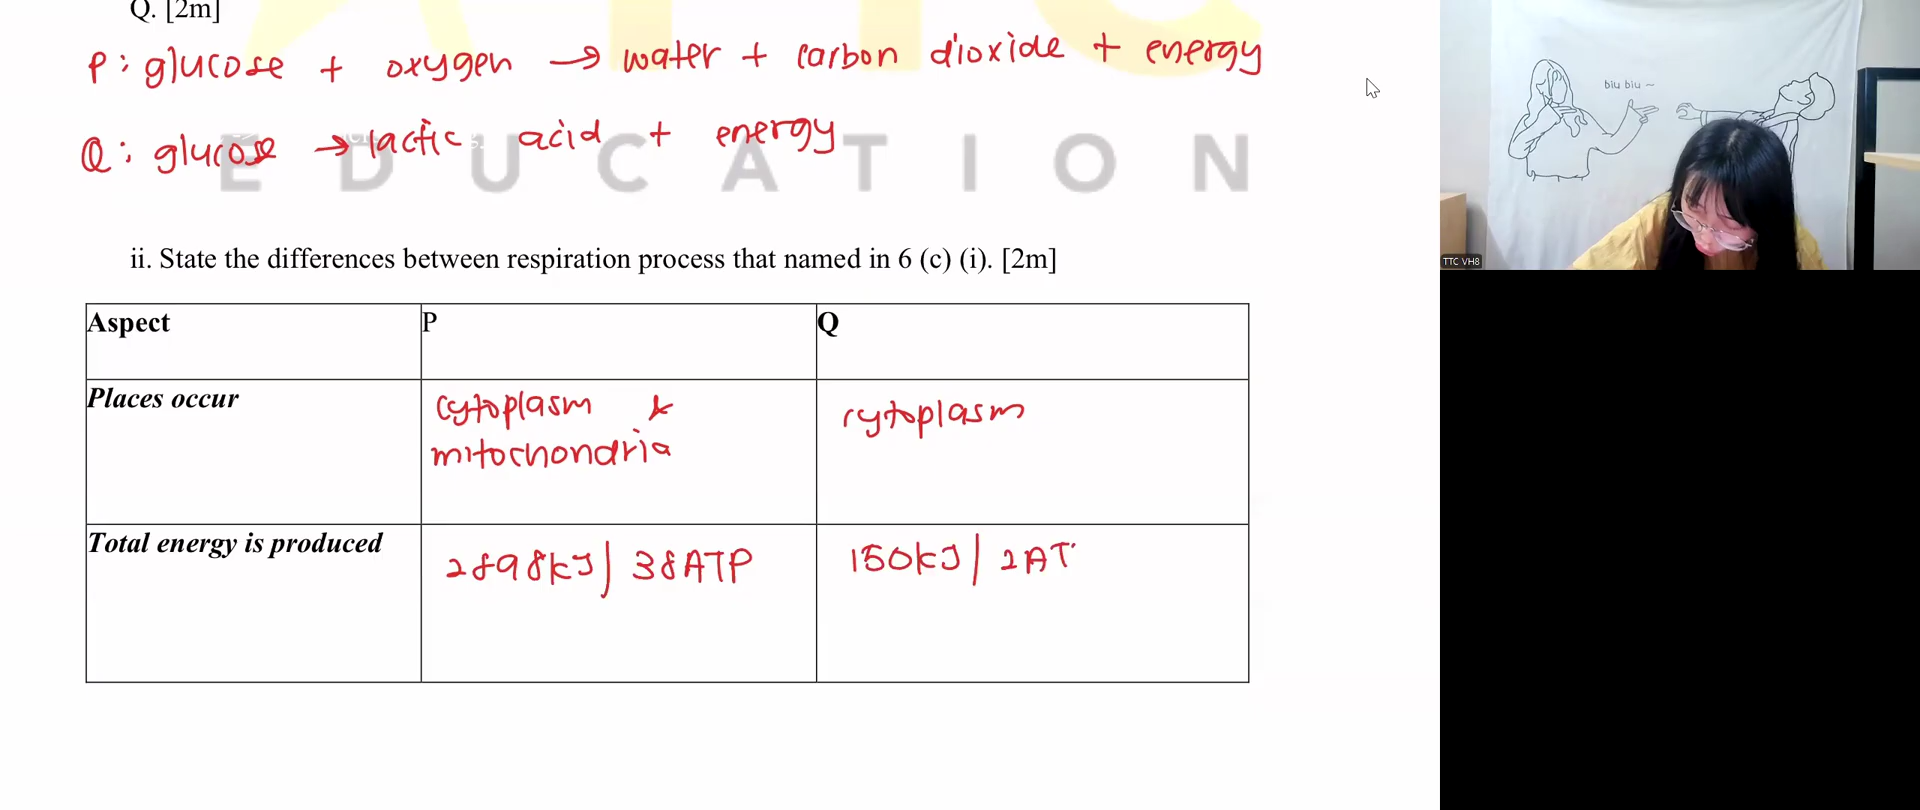 Q. [2m]
P: glucose + oxygen → water + carbon dioxide + energy
Q: glucose → lactic acid + energy
EDUCATION
ii. State the differences between respiration process that named in 6 (c) (i). [2m]
Aspect P Q
Places occur cytoplasm & mitochondria cytoplasm
Total energy is produced 2898kJ | 38ATP 150kJ | 2AT
biu biu ~
TTC VH8